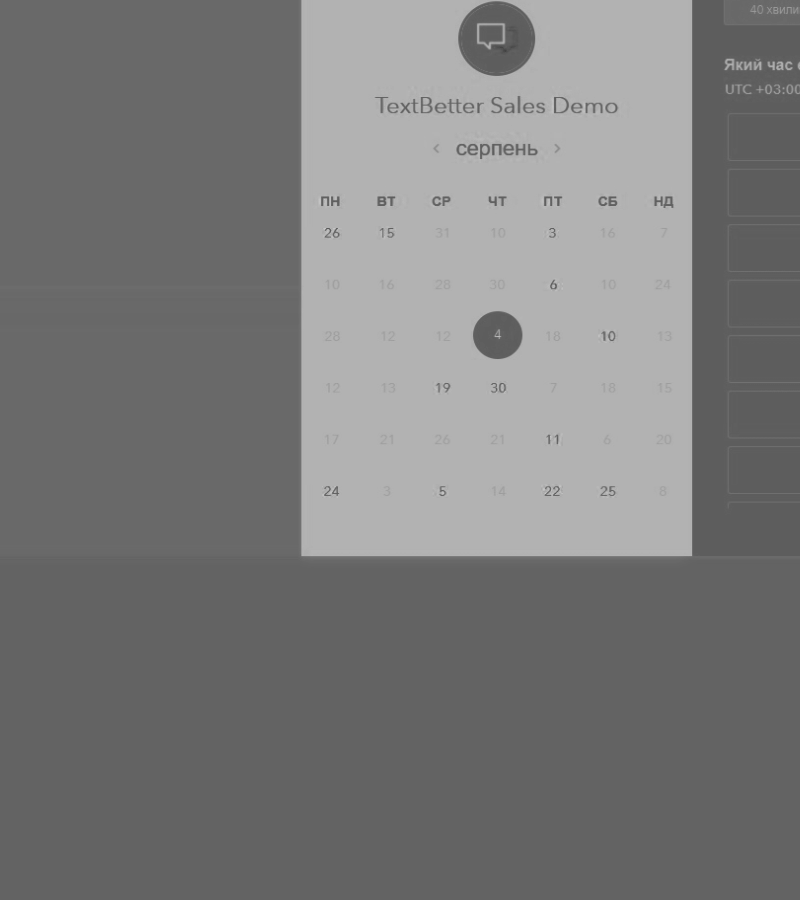 40 хвили
TextBetter Sales Demo
серпень
Який час
UTC +03:00
ПН ВТ СР ЧТ ПТ СБ НД
26 15 31 10 3 16 7
10 16 28 30 6 10 24
28 12 12 4 18 10 13
12 13 19 30 7 18 15
17 21 26 21 11 6 20
24 3 5 14 22 25 8